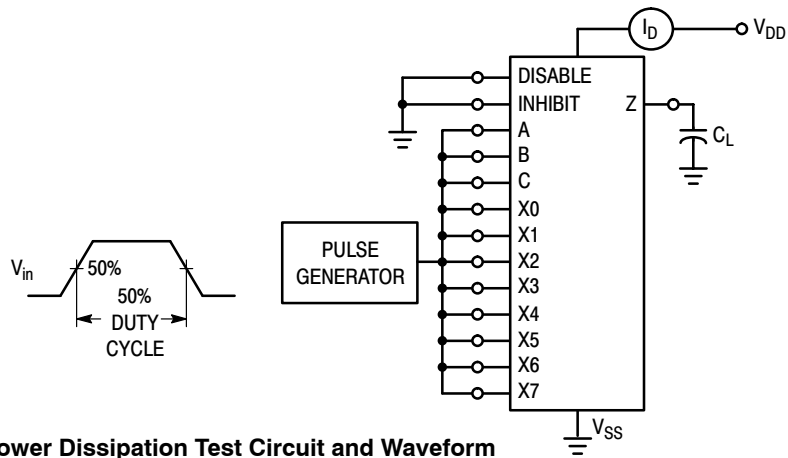 I_D
V_DD
DISABLE
INHIBIT
Z
A
C_L
B
C
X0
X1
PULSE
GENERATOR
X2
X3
X4
X5
X6
X7
V_in
50%
50%
DUTY
CYCLE
V_SS
Dissipation Test Circuit and Waveform